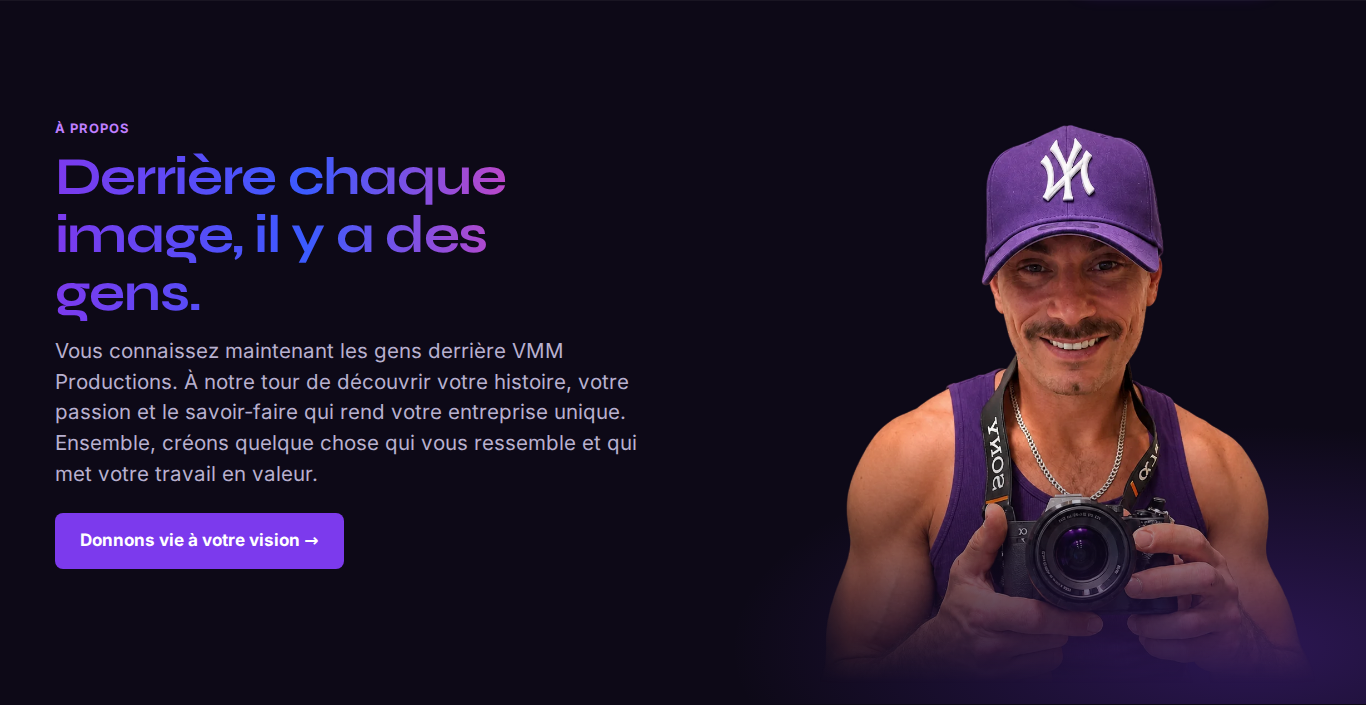 À PROPOS
Derrière chaque
image, il y a des
gens.
Vous connaissez maintenant les gens derrière VMM
Productions. À notre tour de découvrir votre histoire, votre
passion et le savoir-faire qui rend votre entreprise unique.
Ensemble, créons quelque chose qui vous ressemble et qui
met votre travail en valeur.
Donnons vie à votre vision →
NY
SONY
α